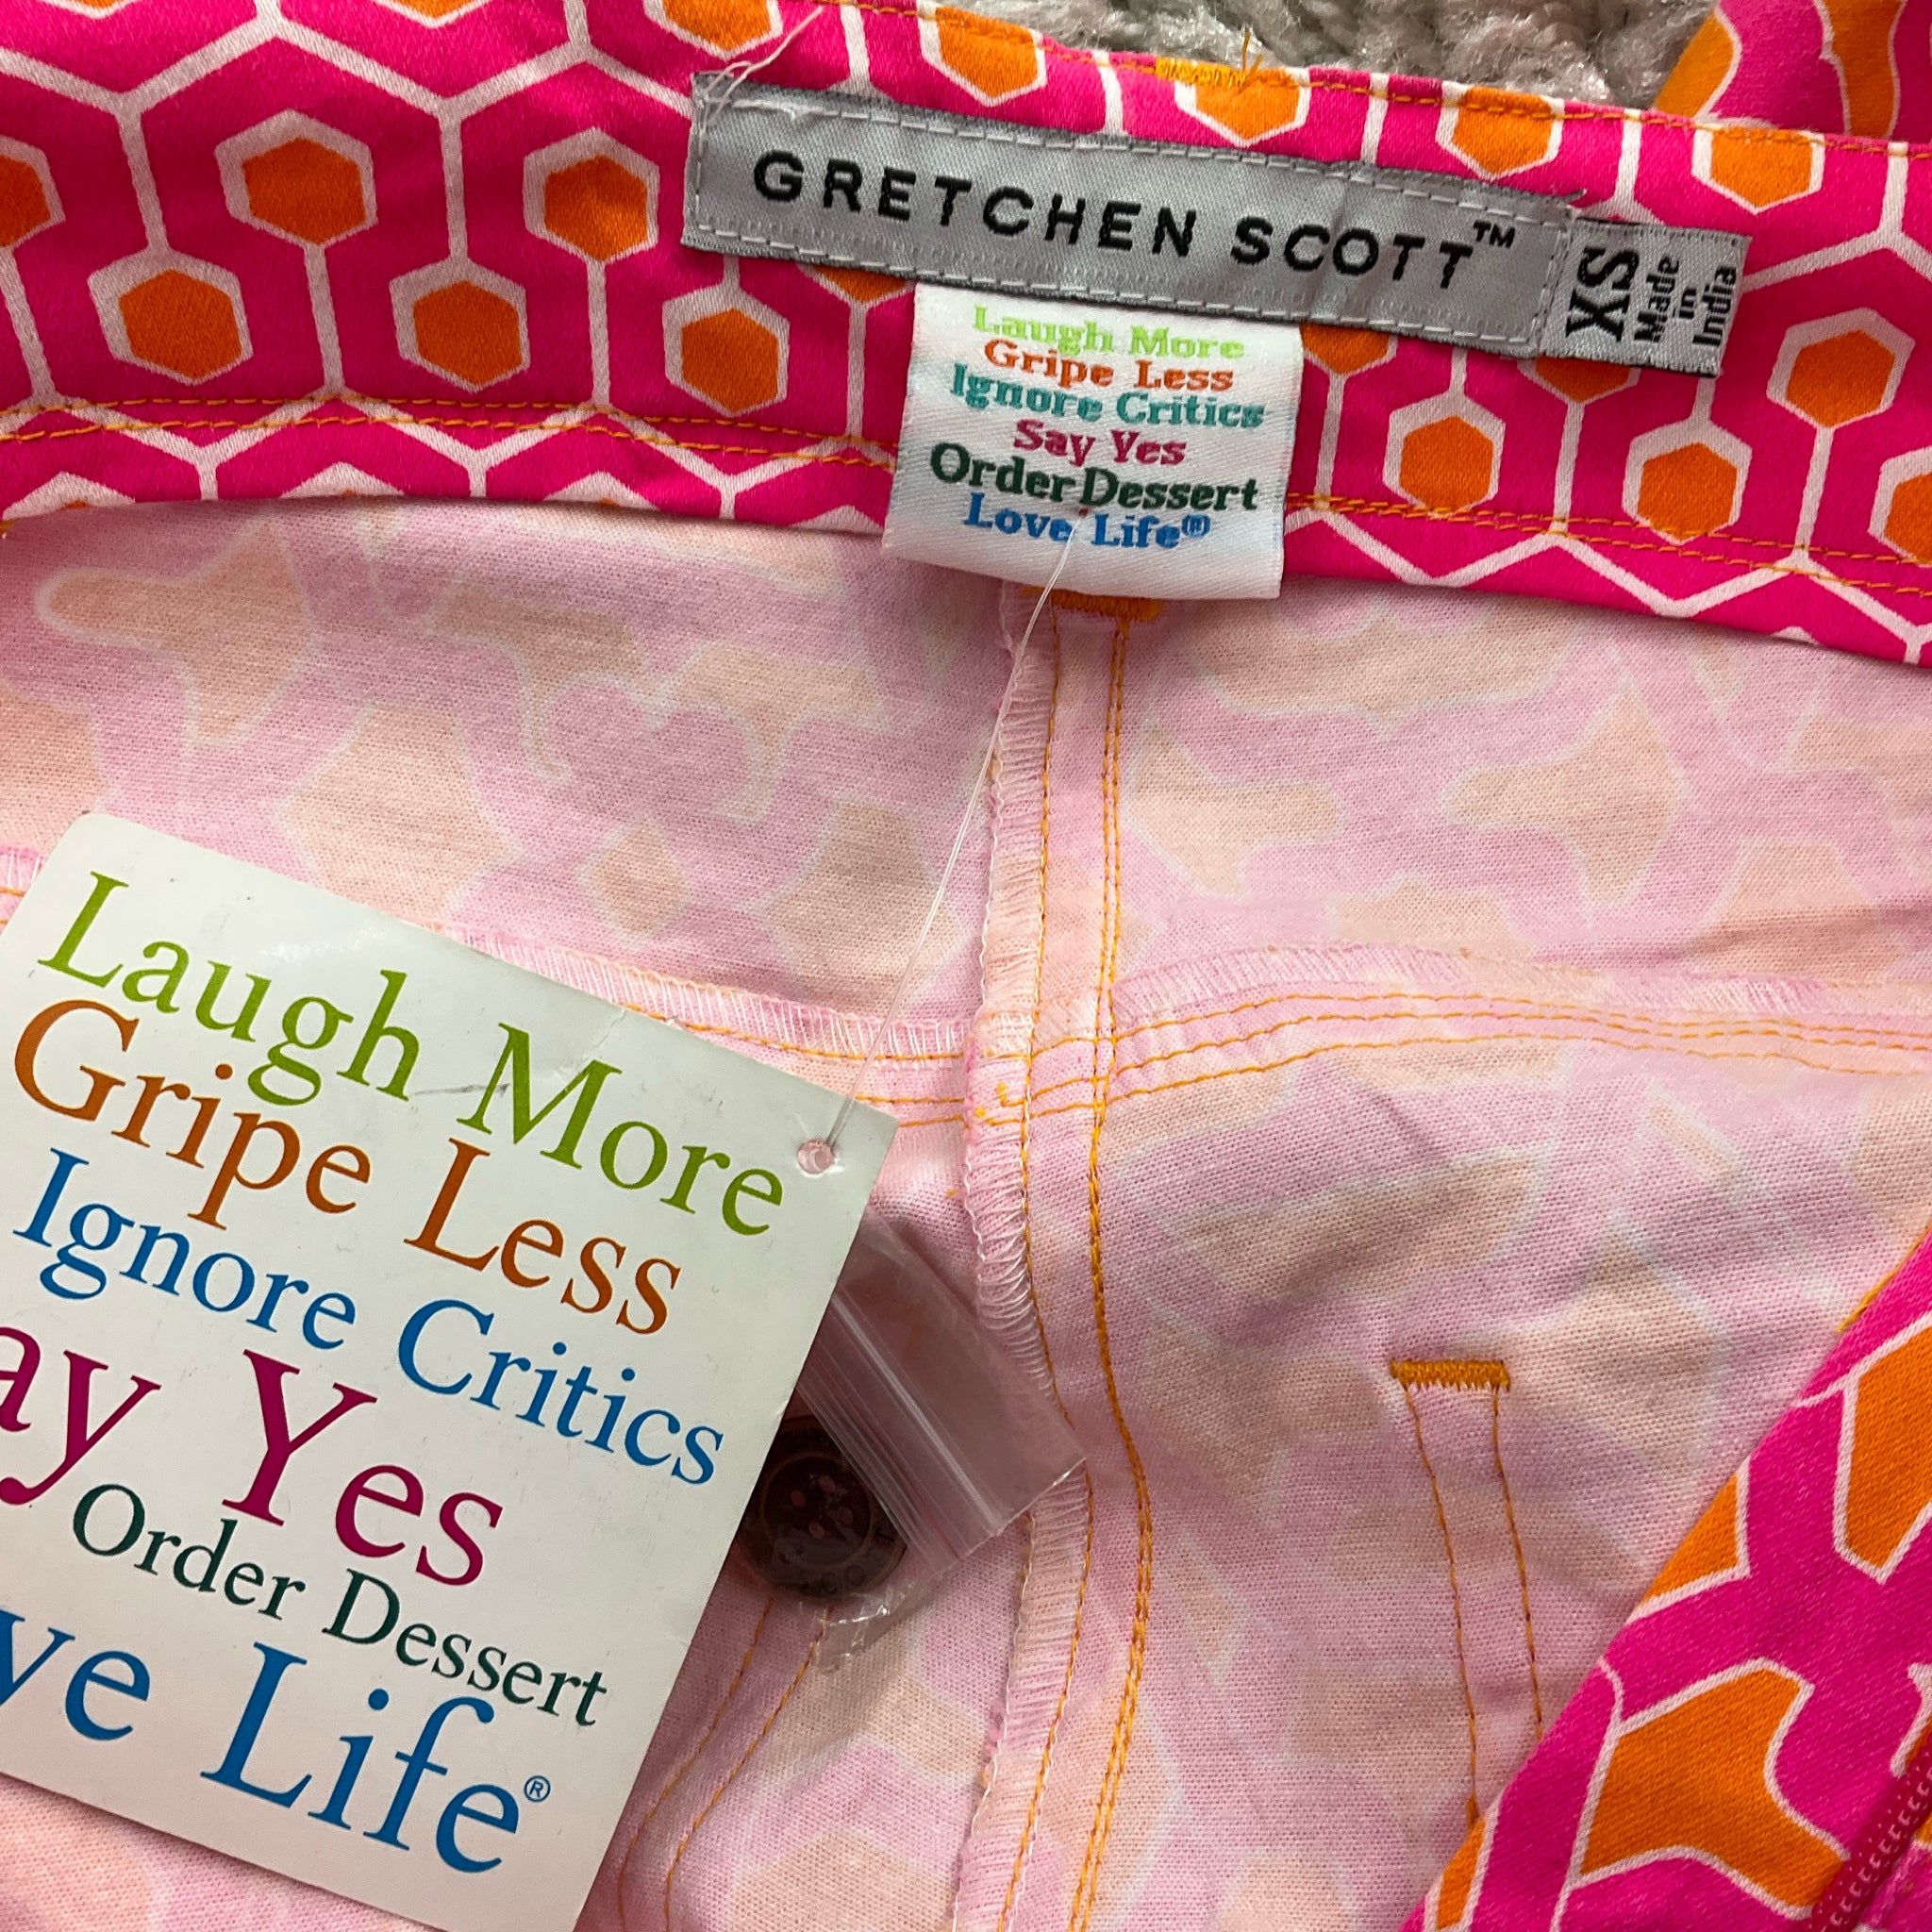 GRETCHEN SCOTT™
XS
Made
in
India
Laugh More
Gripe Less
Ignore Critics
Say Yes
Order Dessert
Love Life®
Laugh More
Gripe Less
Ignore Critics
ay Yes
Order Dessert
ve Life®